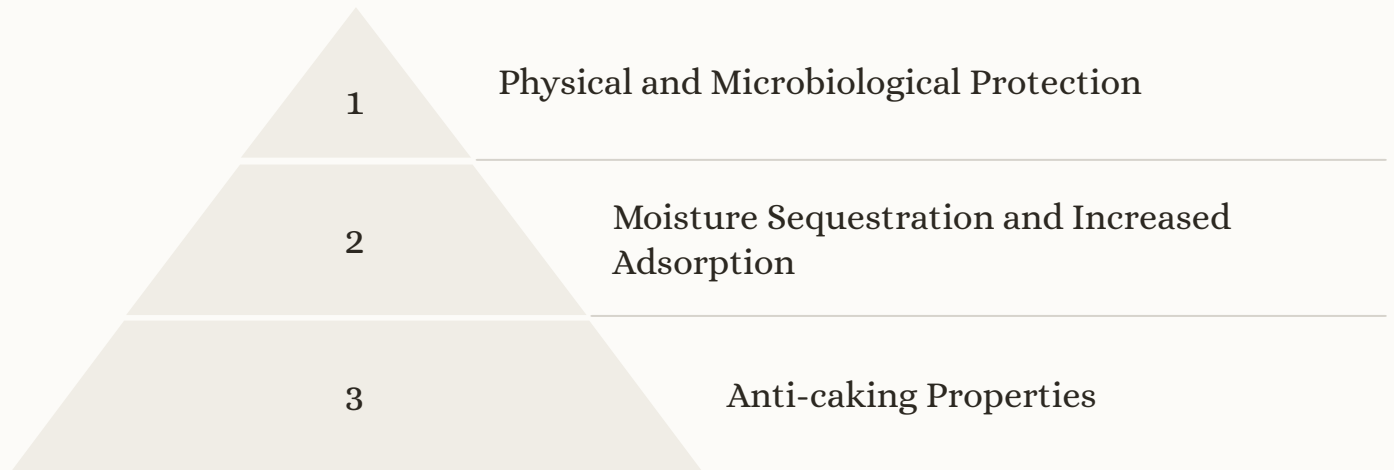 1
Physical and Microbiological Protection
2
Moisture Sequestration and Increased
Adsorption
3
Anti-caking Properties